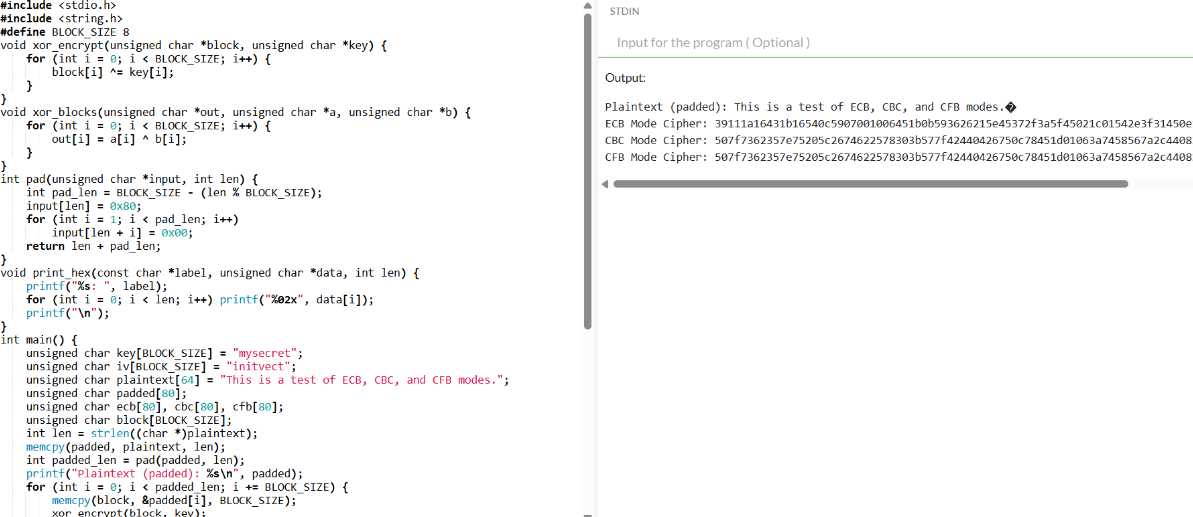 #include <stdio.h>
#include <string.h>
#define BLOCK_SIZE 8
void xor_encrypt(unsigned char *block, unsigned char *key) {
    for (int i = 0; i < BLOCK_SIZE; i++) {
        block[i] ^= key[i];
    }
}
void xor_blocks(unsigned char *out, unsigned char *a, unsigned char *b) {
    for (int i = 0; i < BLOCK_SIZE; i++) {
        out[i] = a[i] ^ b[i];
    }
}
int pad(unsigned char *input, int len) {
    int pad_len = BLOCK_SIZE - (len % BLOCK_SIZE);
    input[len] = 0x80;
    for (int i = 1; i < pad_len; i++)
        input[len + i] = 0x00;
    return len + pad_len;
}
void print_hex(const char *label, unsigned char *data, int len) {
    printf("%s: ", label);
    for (int i = 0; i < len; i++) printf("%02x", data[i]);
    printf("\n");
}
int main() {
    unsigned char key[BLOCK_SIZE] = "mysecret";
    unsigned char iv[BLOCK_SIZE] = "initvect";
    unsigned char plaintext[64] = "This is a test of ECB, CBC, and CFB modes.";
    unsigned char padded[80];
    unsigned char ecb[80], cbc[80], cfb[80];
    unsigned char block[BLOCK_SIZE];
    int len = strlen((char *)plaintext);
    memcpy(padded, plaintext, len);
    int padded_len = pad(padded, len);
    printf("Plaintext (padded): %s\n", padded);
    for (int i = 0; i < padded_len; i += BLOCK_SIZE) {
        memcpy(block, &padded[i], BLOCK_SIZE);
        xor_encrypt(block, key);
STDIN
Input for the program ( Optional )
Output:
Plaintext (padded): This is a test of ECB, CBC, and CFB modes.�
ECB Mode Cipher: 39111a16431b16540c5907001006451b0b593626215e45372f3a5f45021c01542e3f31450e
CBC Mode Cipher: 507f7362357e75205c2674622578303b577f42440426750c78451d01063a7458567a2c4408
CFB Mode Cipher: 507f7362357e75205c2674622578303b577f42440426750c78451d01063a7458567a2c4408